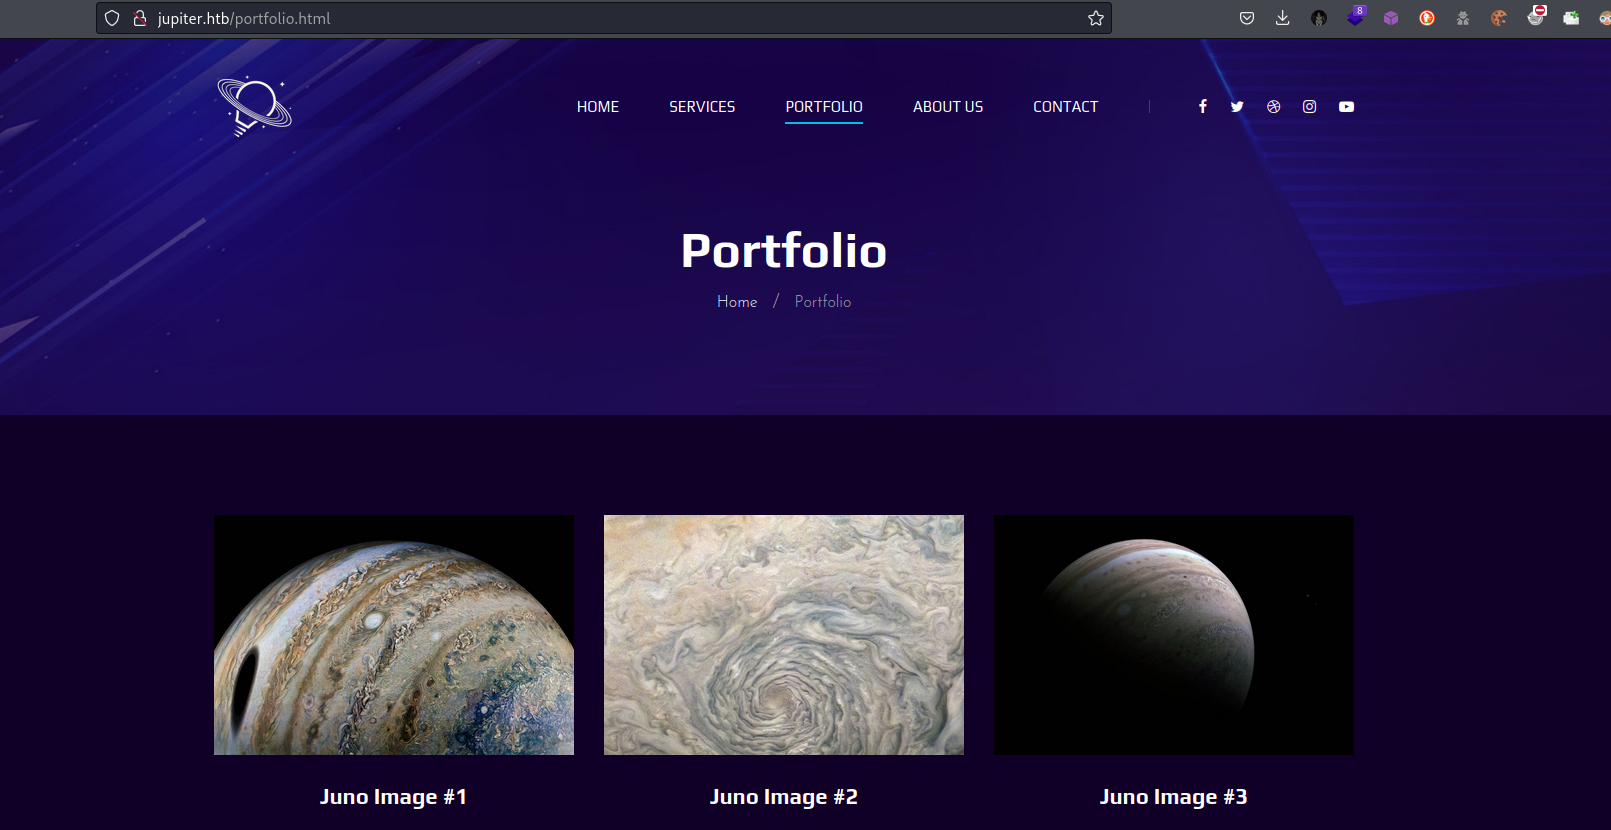 jupiter.htb/portfolio.html
8
HOME SERVICES PORTFOLIO ABOUT US CONTACT
Portfolio
Home / Portfolio
Juno Image #1 Juno Image #2 Juno Image #3